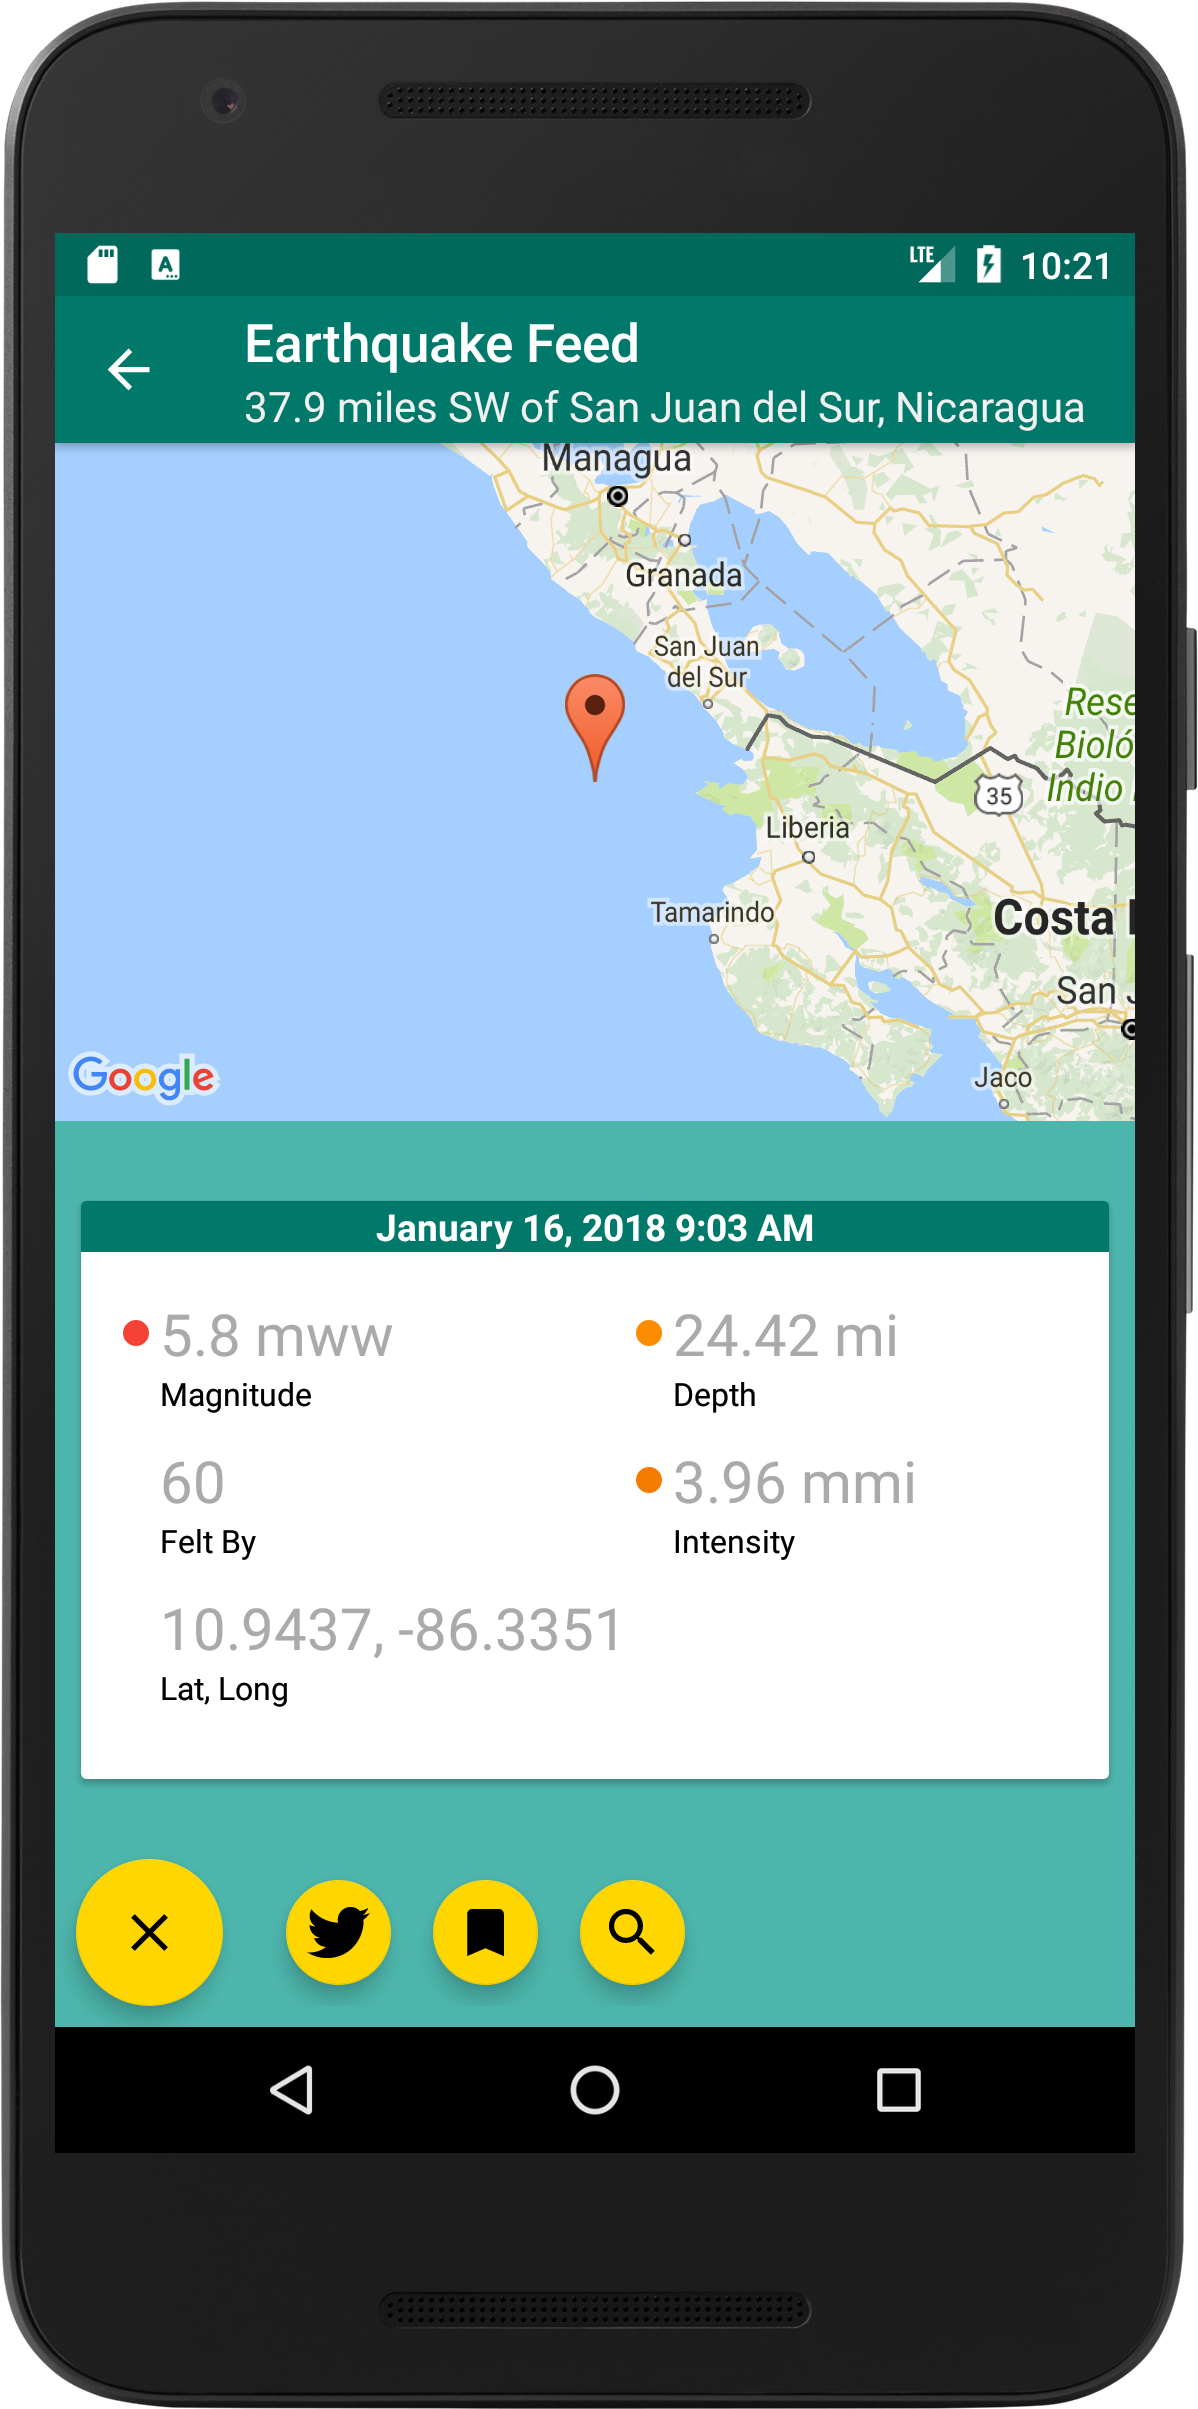 LTE 10:21
Earthquake Feed
37.9 miles SW of San Juan del Sur, Nicaragua
Managua
Granada
San Juan
del Sur
Rese
Bioló
Indio
35
Liberia
Tamarindo
Costa
San
Jaco
Google
January 16, 2018 9:03 AM
5.8 mww
Magnitude
24.42 mi
Depth
60
Felt By
3.96 mmi
Intensity
10.9437, -86.3351
Lat, Long